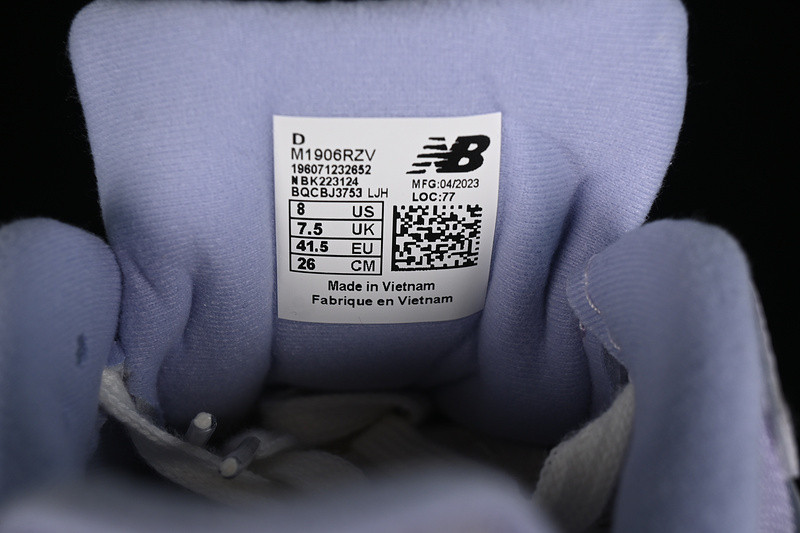 D
M1906RZV
196071232652
NBK223124
BQCBJ3753 LJH
NB
MFG:04/2023
LOC:77
8 US
7.5 UK
41.5 EU
26 CM
Made in Vietnam
Fabrique en Vietnam